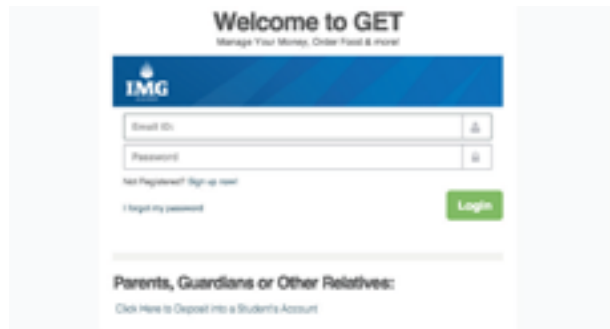 Welcome to GET
Manage Your Money, Order Food & more!
IMG
Email ID:
Password
Not Registered? Sign up now!
I forgot my password
Login
Parents, Guardians or Other Relatives:
Click Here to Deposit into a Student's Account